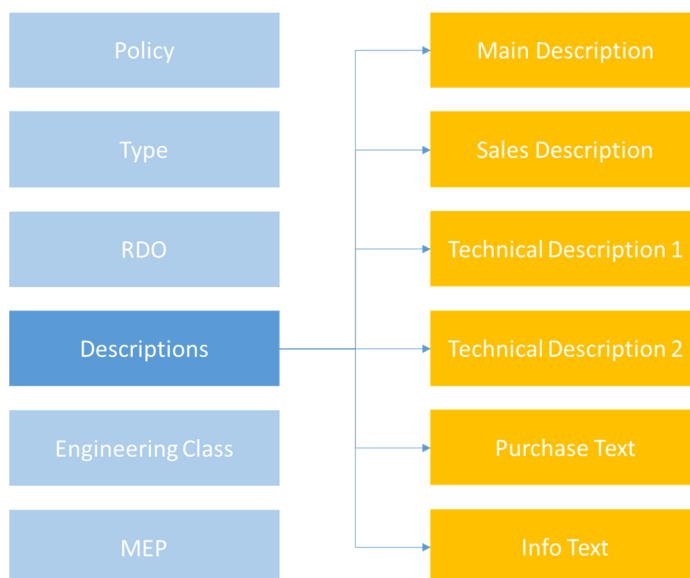 Policy
Type
RDO
Descriptions
Engineering Class
MEP
Main Description
Sales Description
Technical Description 1
Technical Description 2
Purchase Text
Info Text